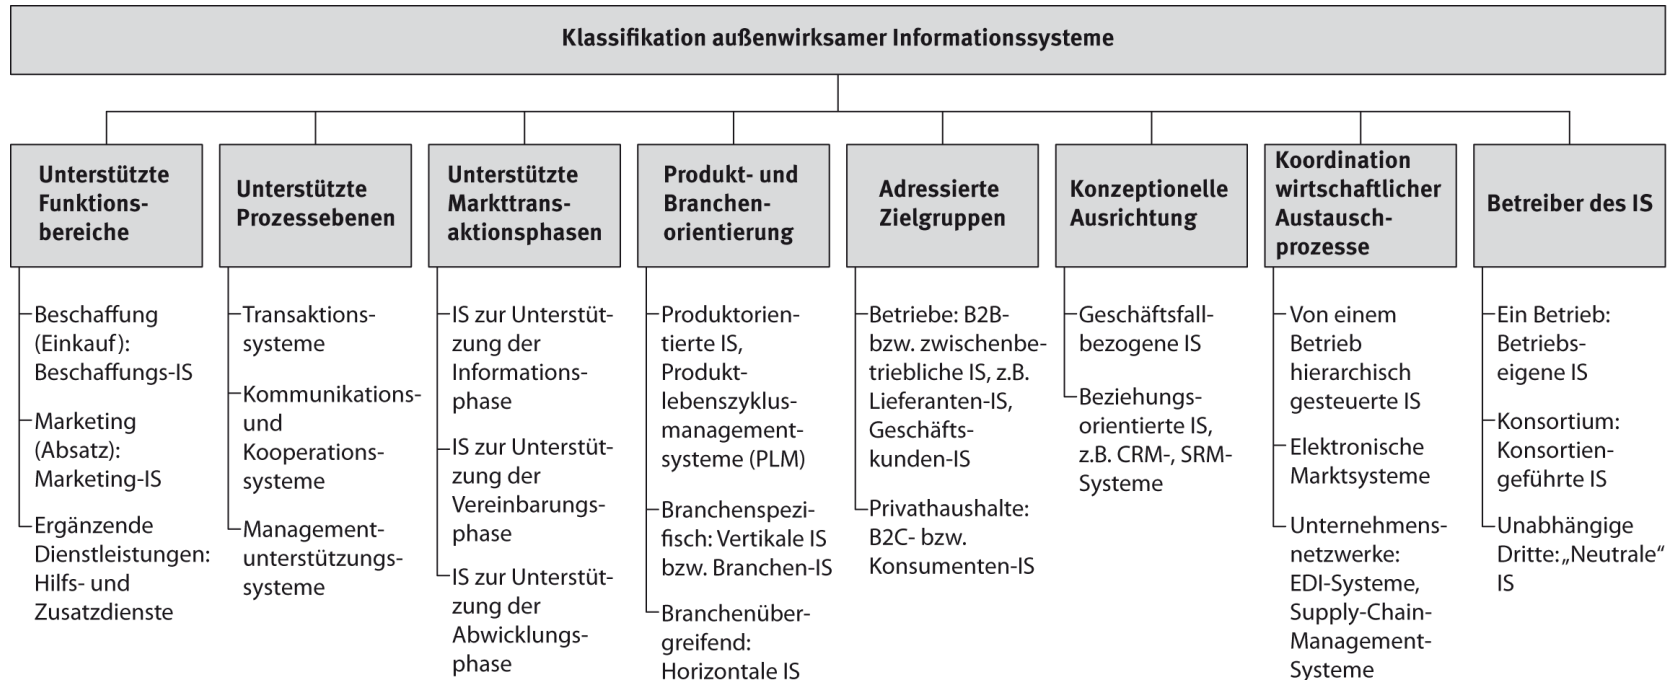 Klassifikation außenwirksamer Informationssysteme
Unterstützte
Funktions-
bereiche
Beschaffung
(Einkauf):
Beschaffungs-IS
Marketing
(Absatz):
Marketing-IS
Ergänzende
Dienstleistungen:
Hilfs- und
Zusatzdienste
Unterstützte
Prozessebenen
Transaktions-
systeme
Kommunikations-
und
Kooperations-
systeme
Management-
unterstützungs-
systeme
Unterstützte
Markttrans-
aktionsphasen
IS zur Unterstüt-
zung der
Informations-
phase
IS zur Unterstüt-
zung der
Vereinbarungs-
phase
IS zur Unterstüt-
zung der
Abwicklungs-
phase
Produkt- und
Branchen-
orientierung
Produktorien-
tierte IS,
Produkt-
lebenszyklus-
management-
systeme (PLM)
Branchenspezi-
fisch: Vertikale IS
bzw. Branchen-IS
Branchenüber-
greifend:
Horizontale IS
Adressierte
Zielgruppen
Betriebe: B2B-
bzw. zwischenbe-
triebliche IS, z.B.
Lieferanten-IS,
Geschäfts-
kunden-IS
Privathaushalte:
B2C- bzw.
Konsumenten-IS
Konzeptionelle
Ausrichtung
Geschäftsfall-
bezogene IS
Beziehungs-
orientierte IS,
z.B. CRM-, SRM-
Systeme
Koordination
wirtschaftlicher
Austausch-
prozesse
Von einem
Betrieb
hierarchisch
gesteuerte IS
Elektronische
Marktsysteme
Unternehmens-
netzwerke:
EDI-Systeme,
Supply-Chain-
Management-
Systeme
Betreiber des IS
Ein Betrieb:
Betriebs-
eigene IS
Konsortium:
Konsortien-
geführte IS
Unabhängige
Dritte:„Neutrale“
IS